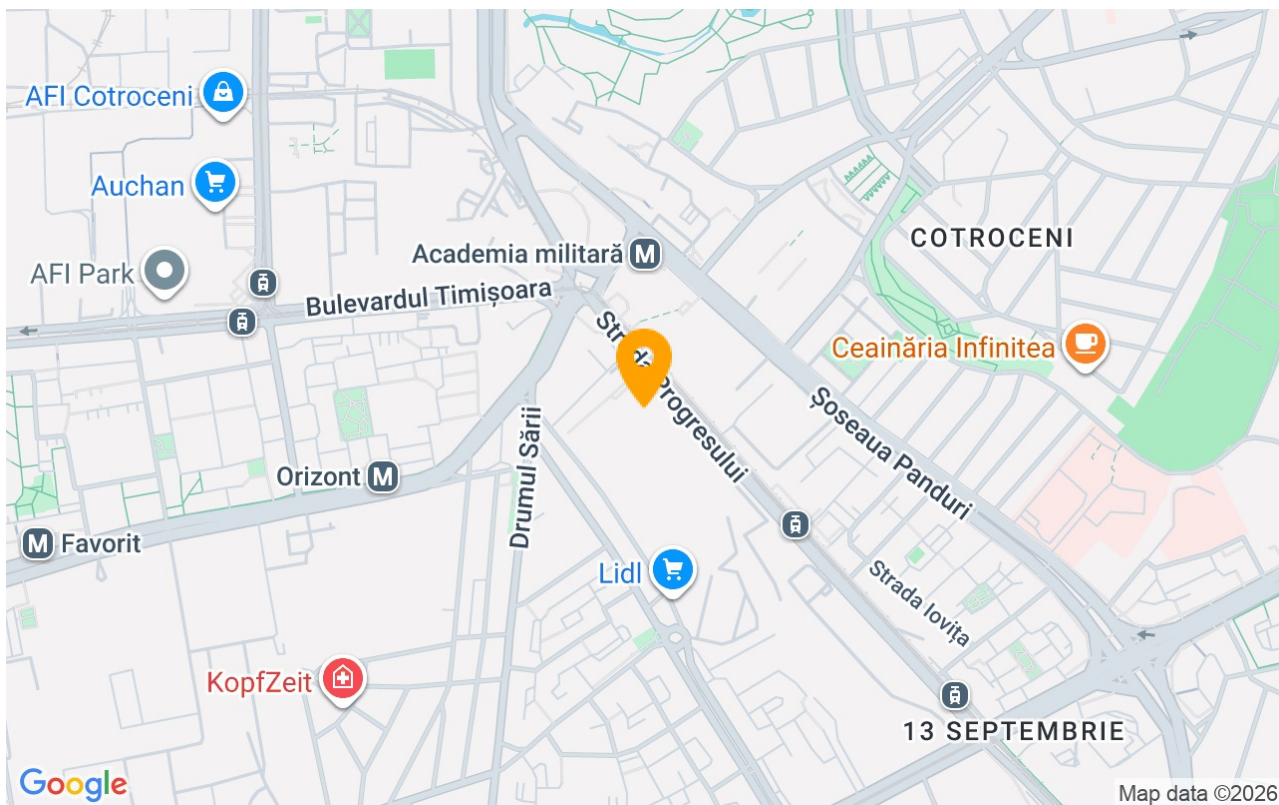 AFI Cotroceni
Auchan
COTROCENI
Academia militară M
AFI Park
Bulevardul Timișoara
Strada Progresului
Ceainăria Infinitea
Șoseaua Panduri
Drumul Sării
Orizont M
M Favorit
Lidl
Strada Iovița
KopfZeit
13 SEPTEMBRIE
Google
Map data ©2026